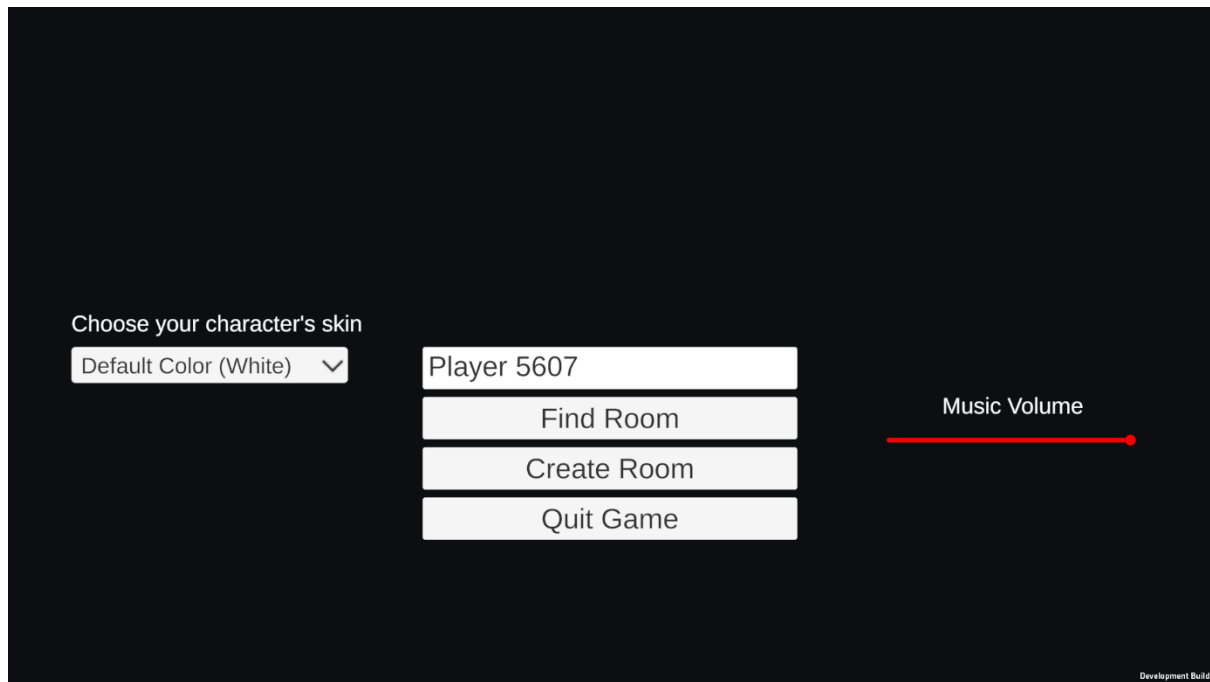 Choose your character's skin
Default Color (White)
Player 5607
Find Room
Create Room
Quit Game
Music Volume
Development Build